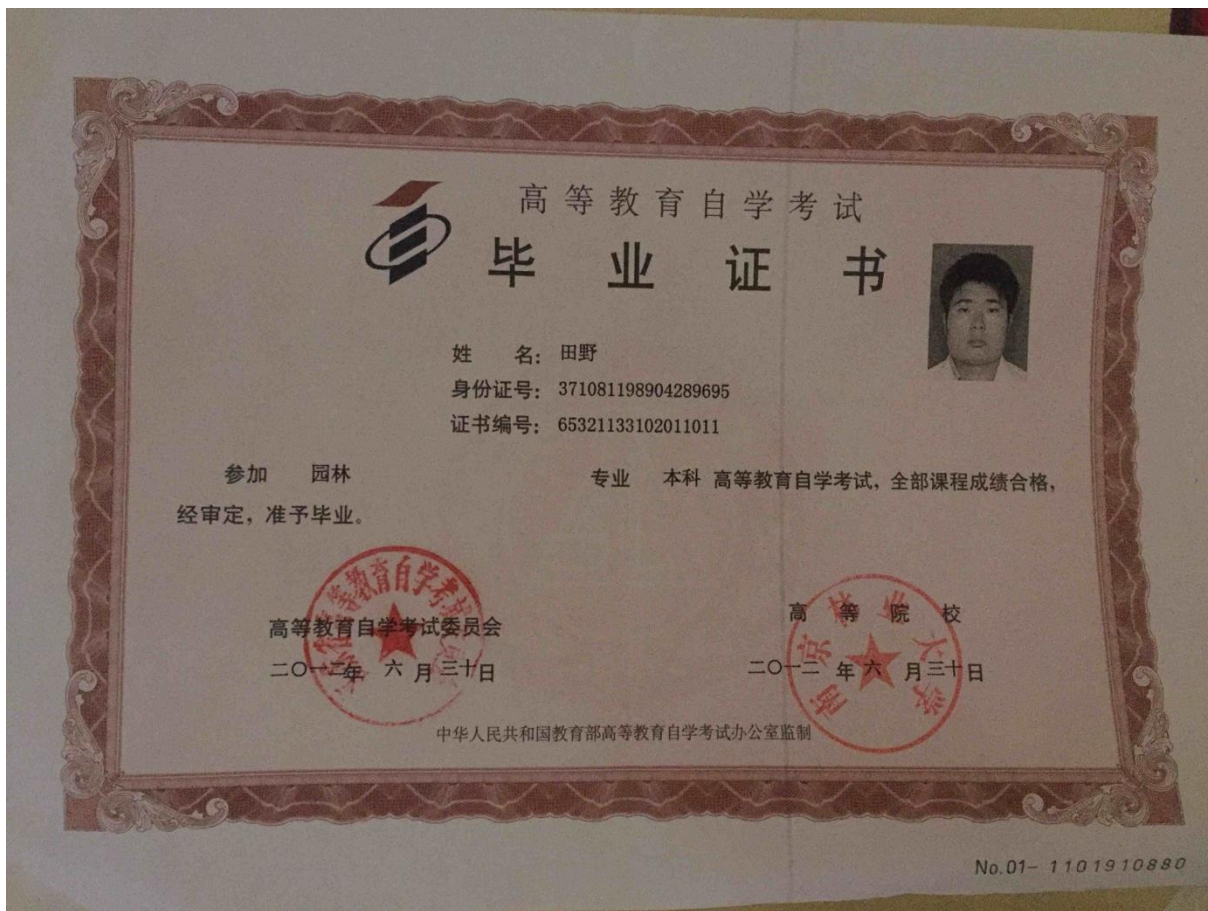 高等教育自学考试
毕业证书
姓 名: 田野
身份证号: 371081198904289695
证书编号: 65321133102011011
参加 园林 专业 本科 高等教育自学考试, 全部课程成绩合格,
经审定, 准予毕业。
高等教育自学考试委员会
二〇一二年 六月三十日
高等院校
南京林业大学
二〇一二年六月三十日
中华人民共和国教育部高等教育自学考试办公室监制
No.01- 1101910880